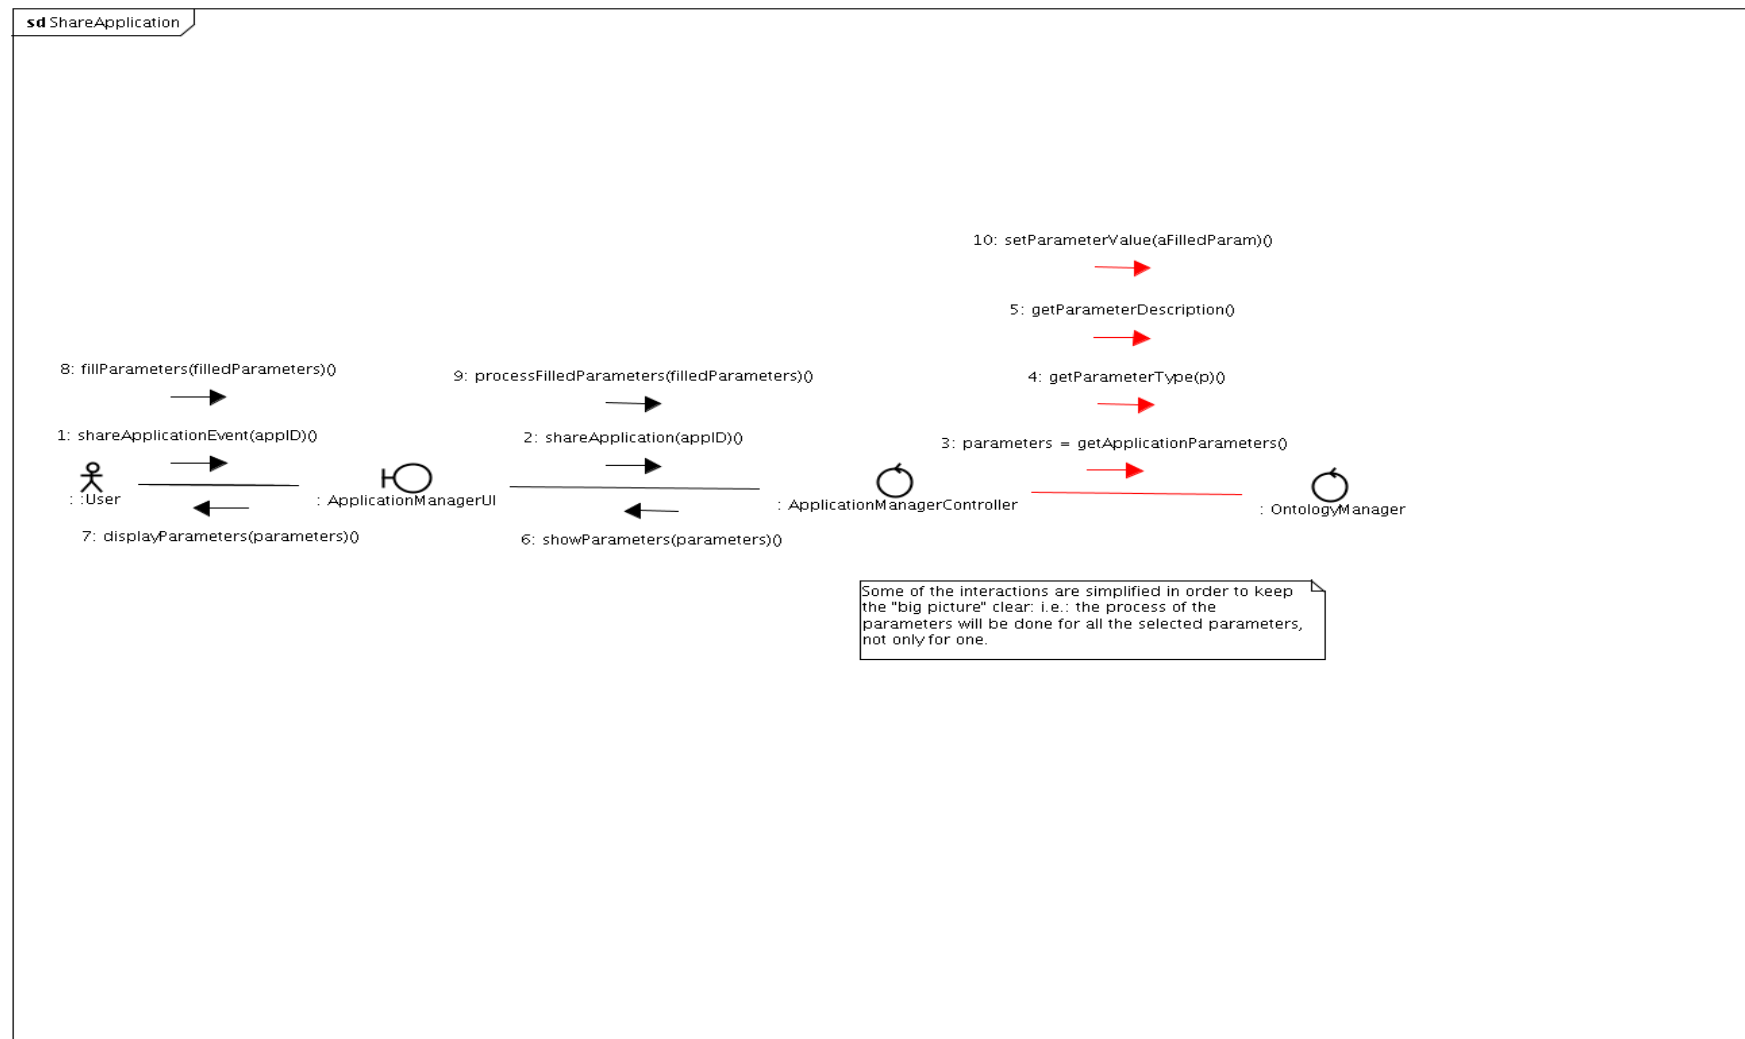 sd ShareApplication
10: setParameterValue(aFilledParam)()
5: getParameterDescription()
8: fillParameters(filledParameters)()
9: processFilledParameters(filledParameters)()
4: getParameterType(p)()
1: shareApplicationEvent(appID)()
2: shareApplication(appID)()
3: parameters = getApplicationParameters()
: :User
: ApplicationManagerUI
: ApplicationManagerController
: OntologyManager
7: displayParameters(parameters)()
6: showParameters(parameters)()
Some of the interactions are simplified in order to keep
the "big picture" clear: i.e.: the process of the
parameters will be done for all the selected parameters,
not only for one.